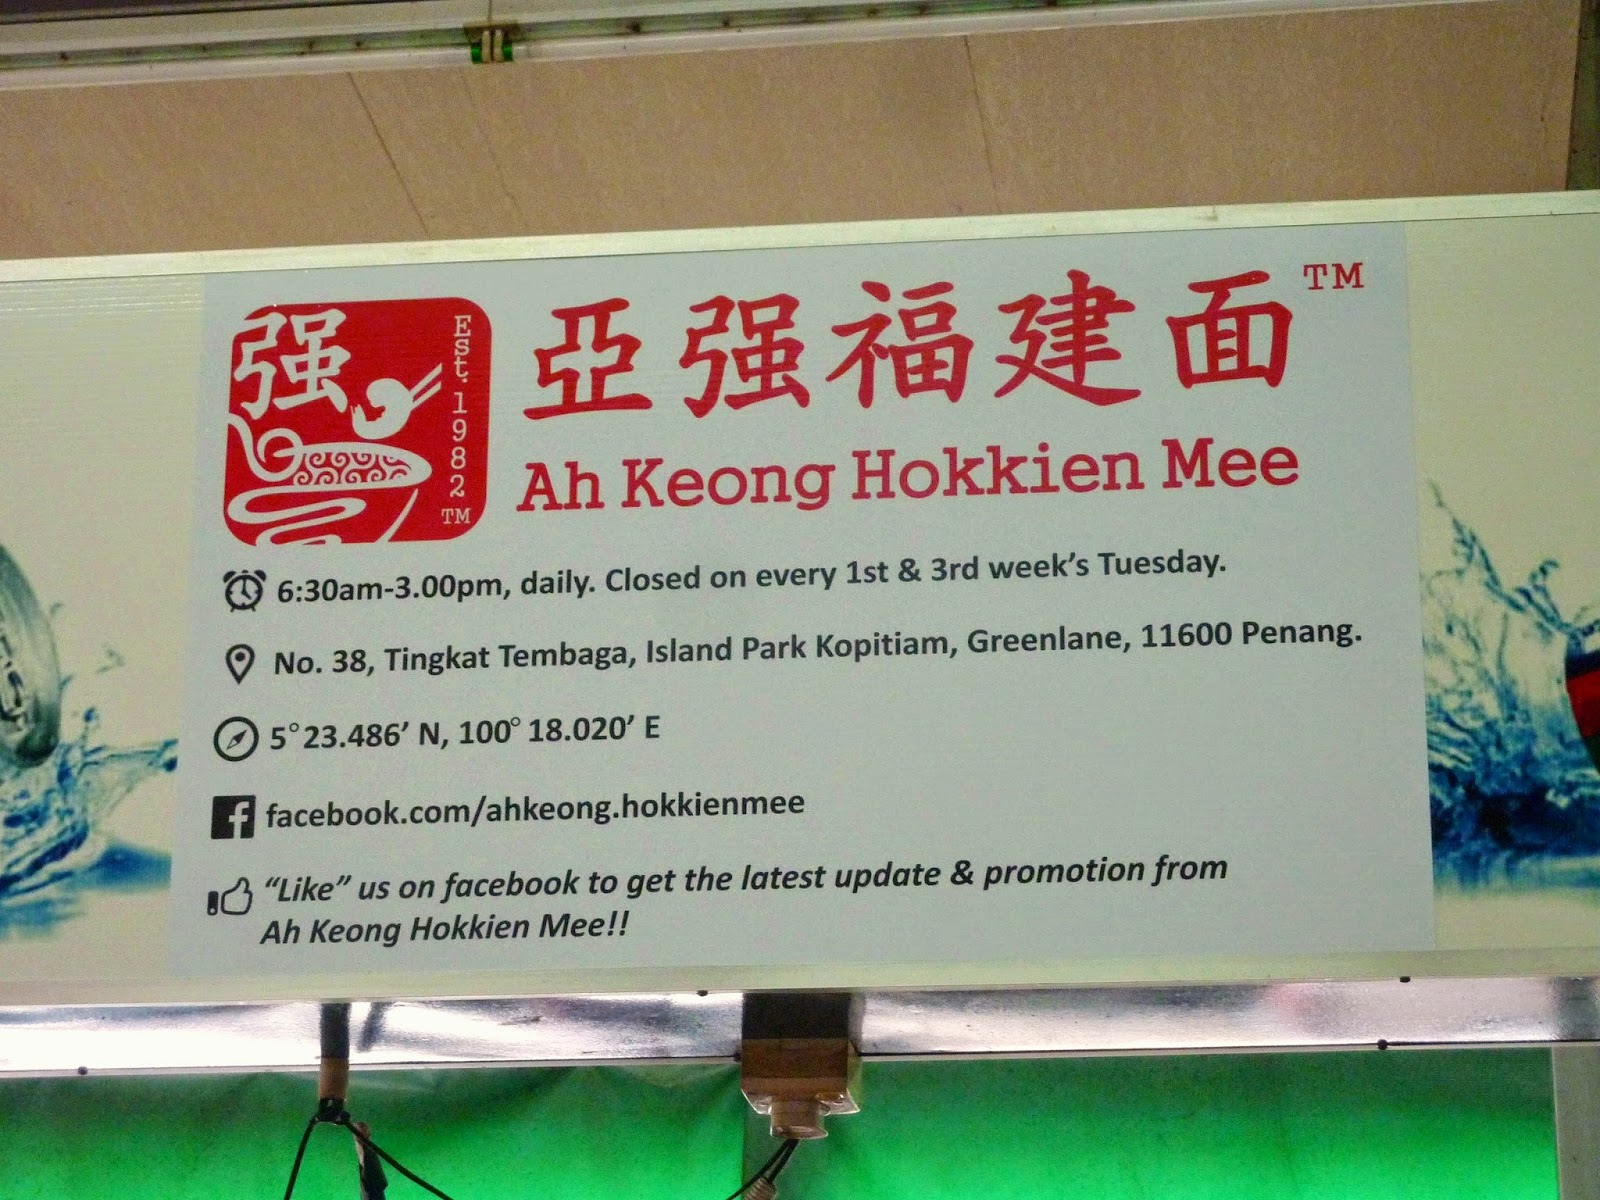 强
Est. 1982
TM
亞强福建面 TM
Ah Keong Hokkien Mee
6:30am-3.00pm, daily. Closed on every 1st & 3rd week's Tuesday.
No. 38, Tingkat Tembaga, Island Park Kopitiam, Greenlane, 11600 Penang.
5°23.486' N, 100° 18.020' E
facebook.com/ahkeong.hokkienmee
“Like” us on facebook to get the latest update & promotion from
Ah Keong Hokkien Mee!!